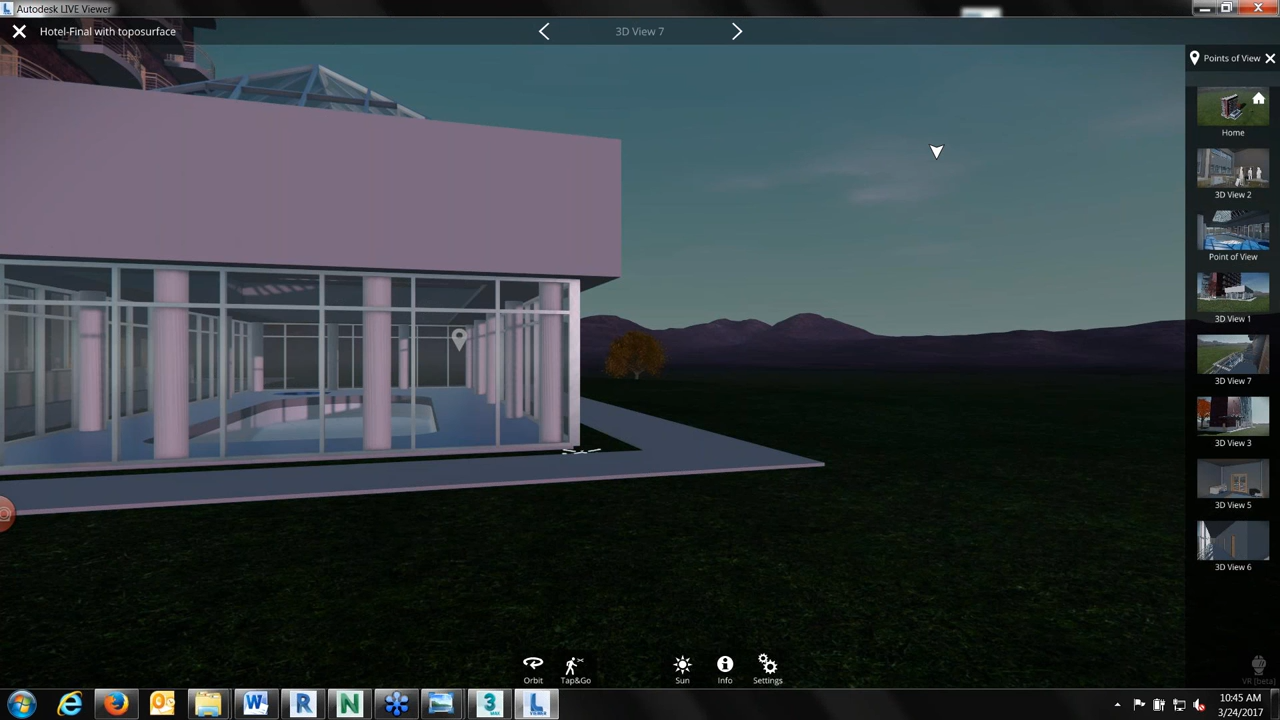 Autodesk LIVE Viewer
Hotel-Final with toposurface
3D View 7
Points of View
Home
3D View 2
Point of View
3D View 1
3D View 7
3D View 3
3D View 5
3D View 6
VR (beta)
Orbit
Tap&Go
Sun
Info
Settings
10:45 AM
3/24/2017